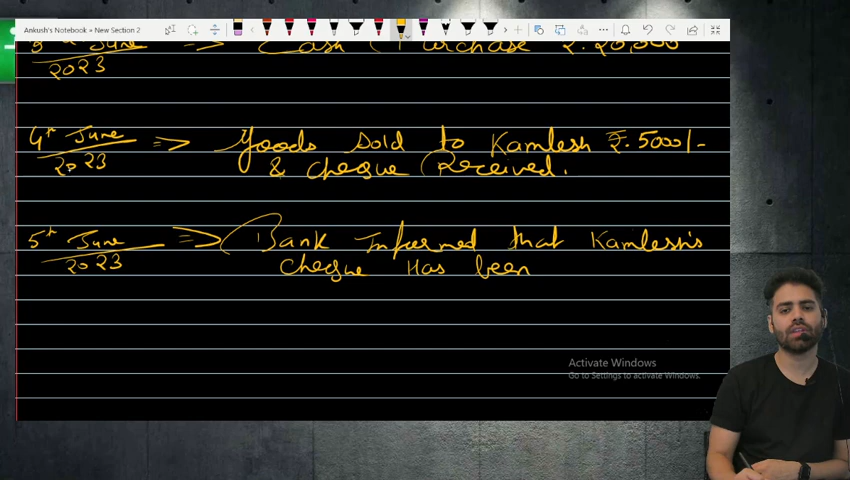 Ankush's Notebook » New Section 2
3rd June => Cash Purchase ₹. 20,000
2023
4th June => Goods Sold to Kamlesh ₹. 5000/-
2023 & Cheque Received.
5th June => Bank Informed that Kamlesh's
2023 Cheque Has been
Activate Windows
Go to Settings to activate Windows.